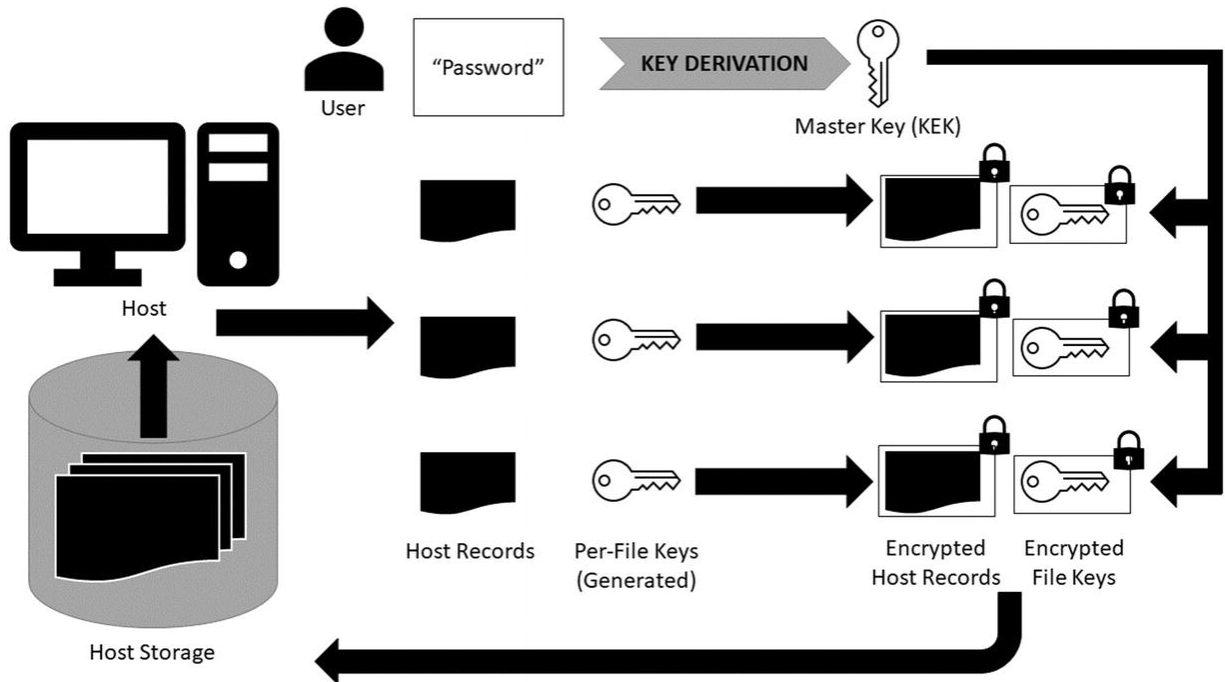 User
“Password”
KEY DERIVATION
Master Key (KEK)
Host
Host Records
Per-File Keys
(Generated)
Encrypted
Host Records
Encrypted
File Keys
Host Storage